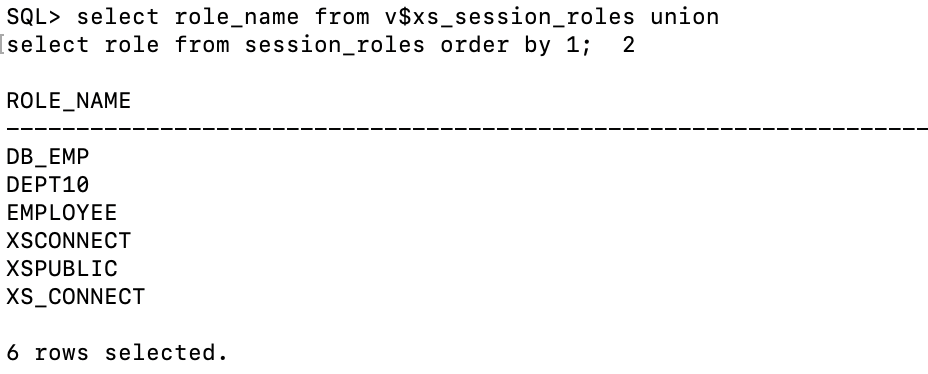 SQL> select role_name from v$xs_session_roles union
select role from session_roles order by 1;  2
ROLE_NAME
--------------------------------------------------------------------------------
DB_EMP
DEPT10
EMPLOYEE
XSCONNECT
XSPUBLIC
XS_CONNECT
6 rows selected.